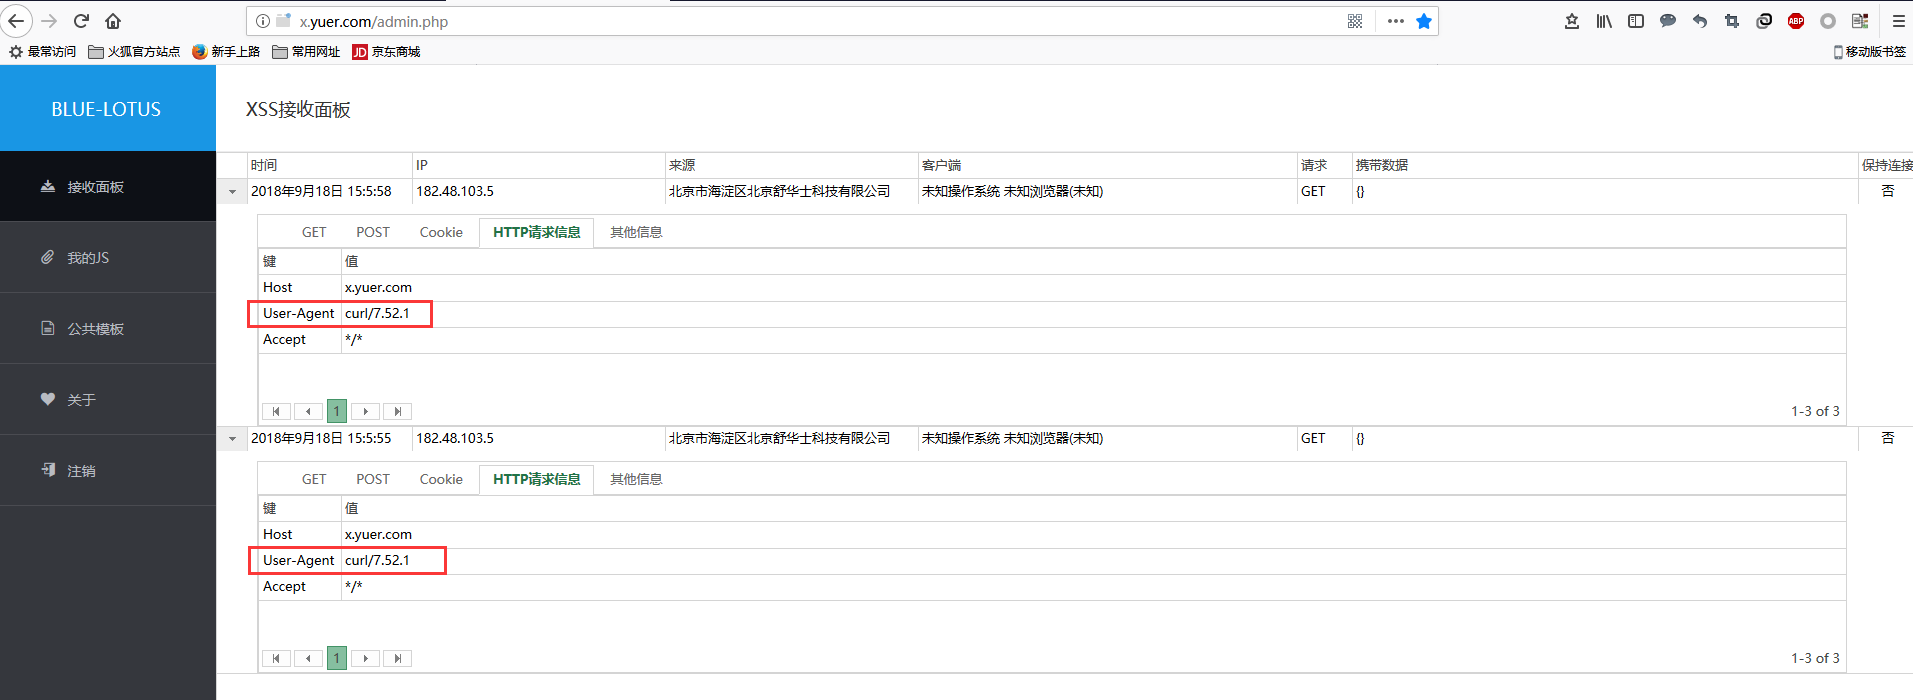 x.yuer.com/admin.php
最常访问 火狐官方站点 新手上路 常用网址 JD 京东商城 移动版书签
ABP
BLUE-LOTUS
接收面板
我的JS
公共模板
关于
注销
XSS接收面板
时间 IP 来源 客户端 请求 携带数据 保持连接
2018年9月18日 15:5:58 182.48.103.5 北京市海淀区北京舒华士科技有限公司 未知操作系统 未知浏览器(未知) GET {} 否
GET POST Cookie HTTP请求信息 其他信息
键 值
Host x.yuer.com
User-Agent curl/7.52.1
Accept */*
1 1-3 of 3
2018年9月18日 15:5:55 182.48.103.5 北京市海淀区北京舒华士科技有限公司 未知操作系统 未知浏览器(未知) GET {} 否
GET POST Cookie HTTP请求信息 其他信息
键 值
Host x.yuer.com
User-Agent curl/7.52.1
Accept */*
1 1-3 of 3